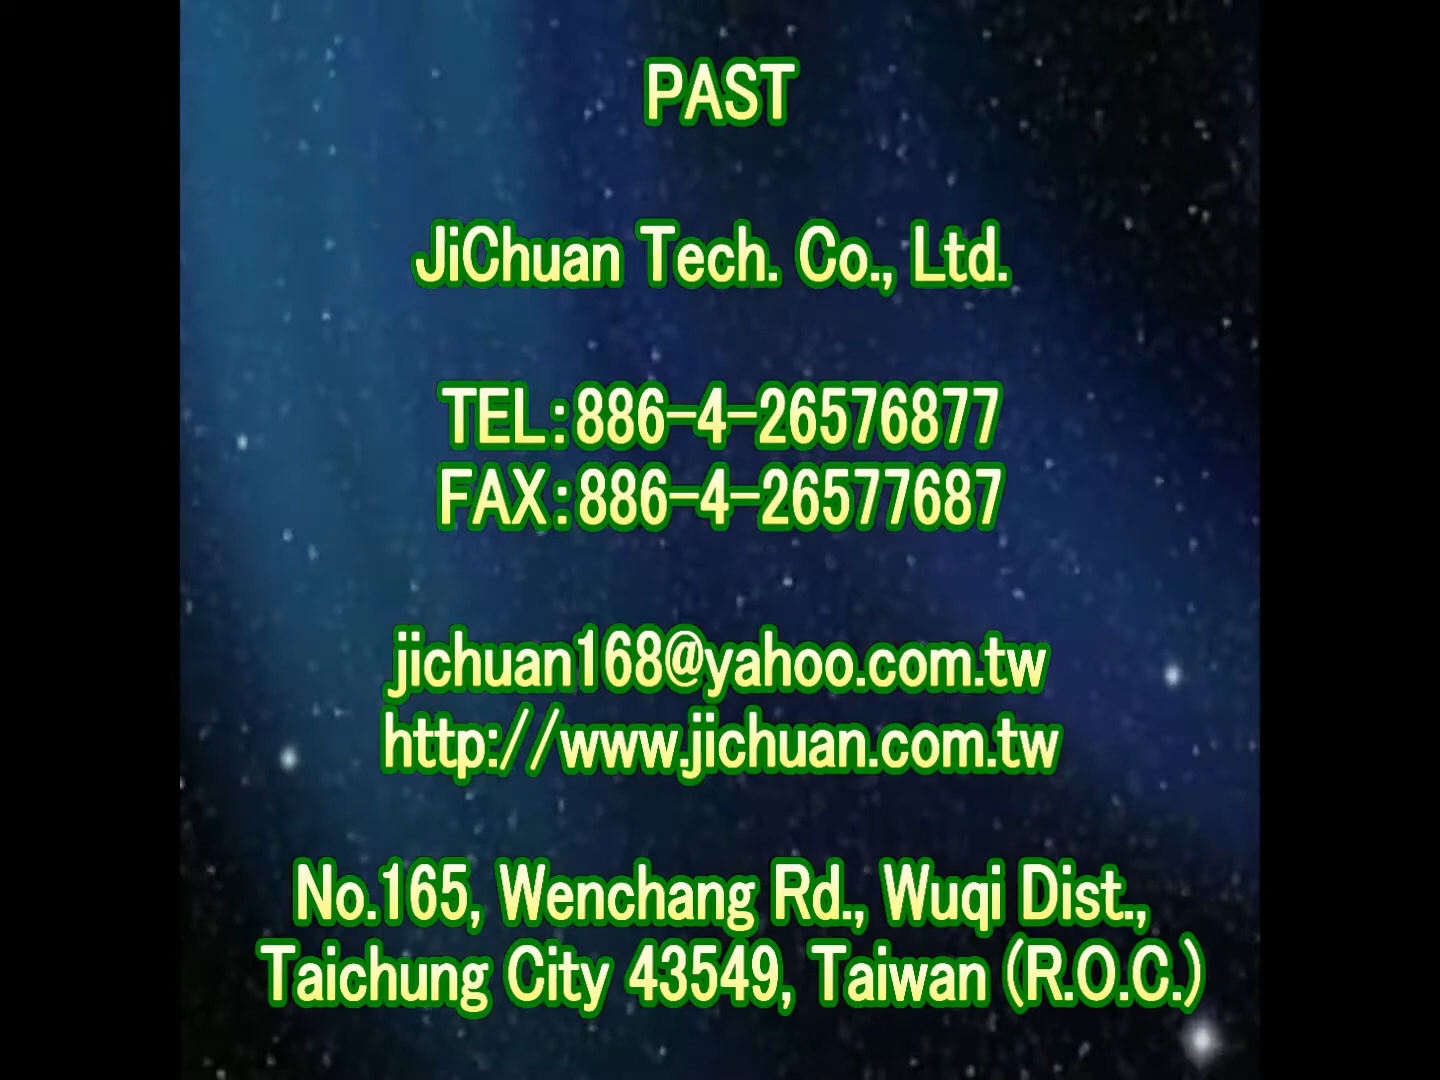 PAST
JiChuan Tech. Co., Ltd.
TEL:886-4-26576877
FAX:886-4-26577687
jichuan168@yahoo.com.tw
http://www.jichuan.com.tw
No.165, Wenchang Rd., Wuqi Dist.,
Taichung City 43549, Taiwan (R.O.C.)